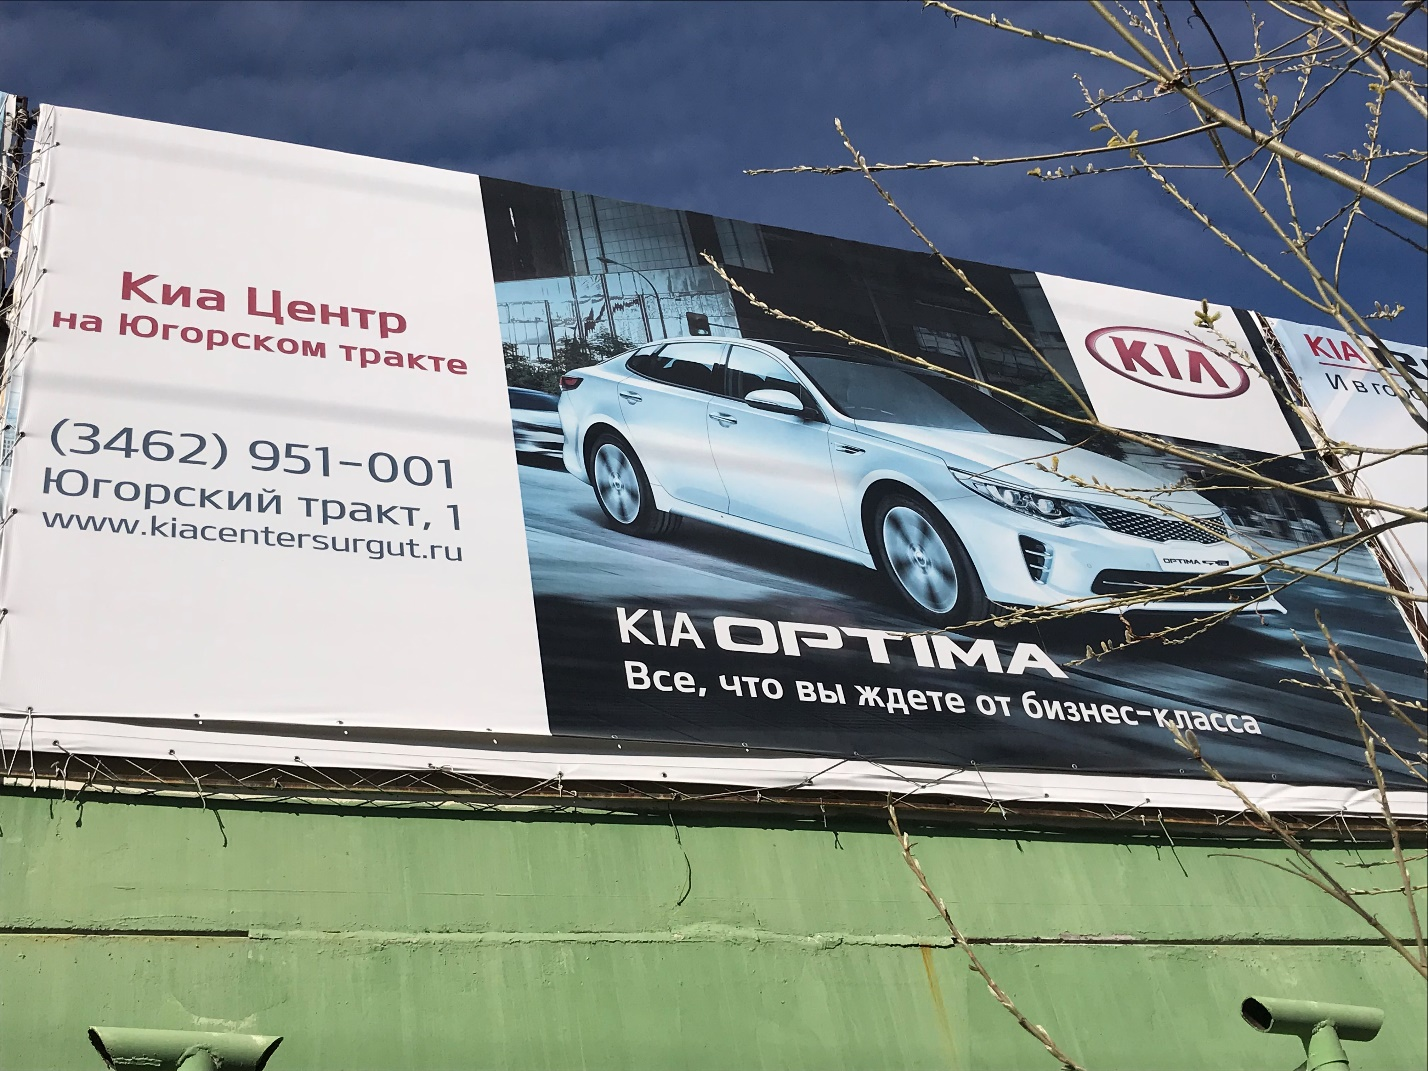 Киа Центр
на Югорском тракте
(3462) 951-001
Югорский тракт, 1
www.kiacentersurgut.ru
KIA
OPTIMA
KIA OPTIMA
Все, что вы ждете от бизнес-класса
KIA
И в го